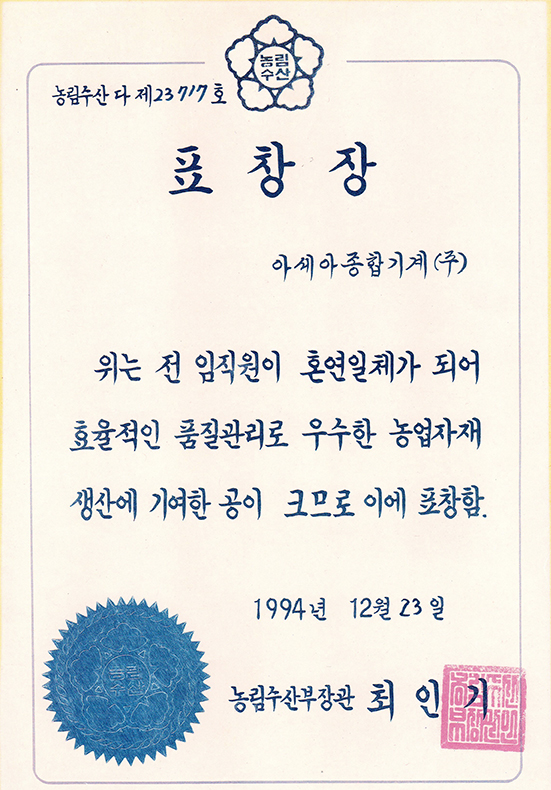 농림
수산
농림수산 다 제23717호
표 창 장
아세아종합기계(주)
위는 전 임직원이 혼연일체가 되어
효율적인 품질관리로 우수한 농업자재
생산에 기여한 공이 크므로 이에 표창함.
1994년 12월 23일
농림
수산
농림수산부장관 최 인 기